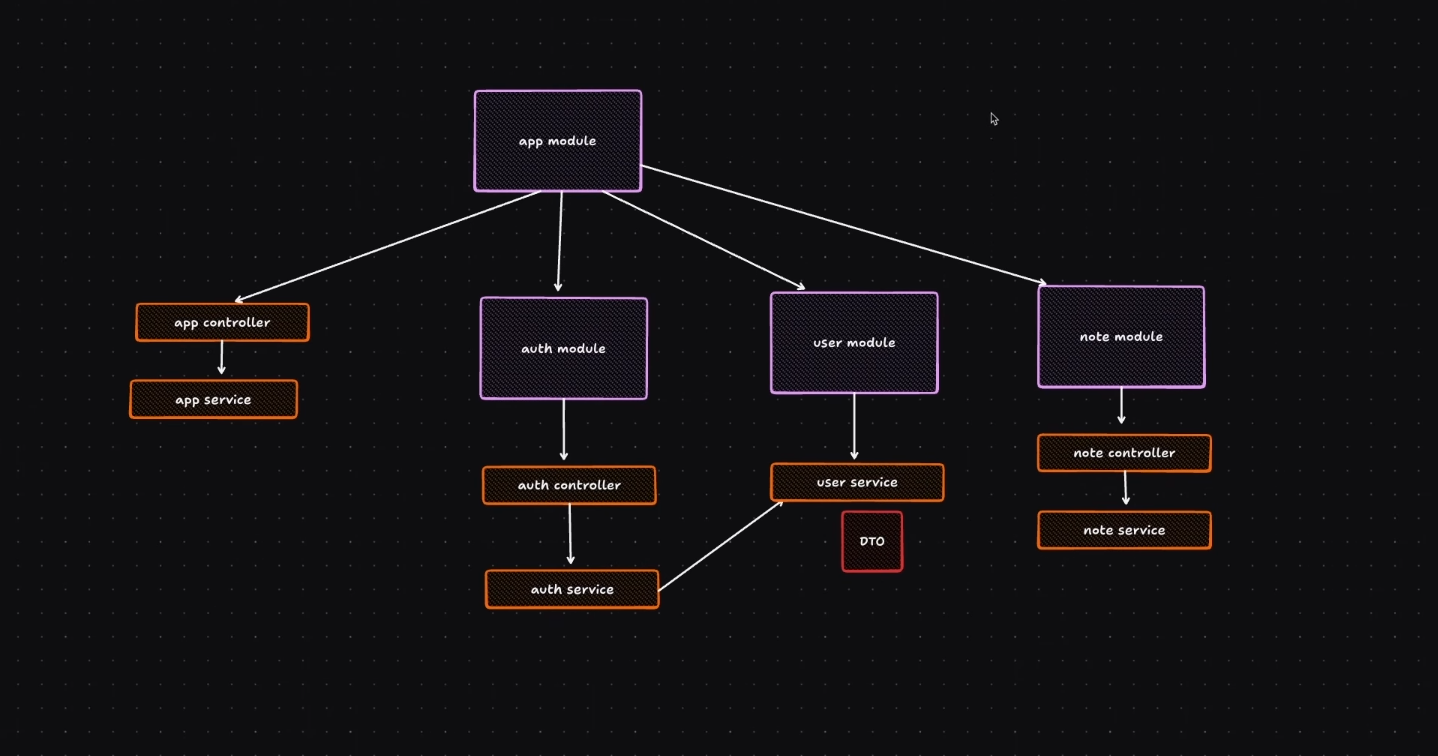 app module
app controller
app service
auth module
auth controller
auth service
user module
user service
DTO
note module
note controller
note service